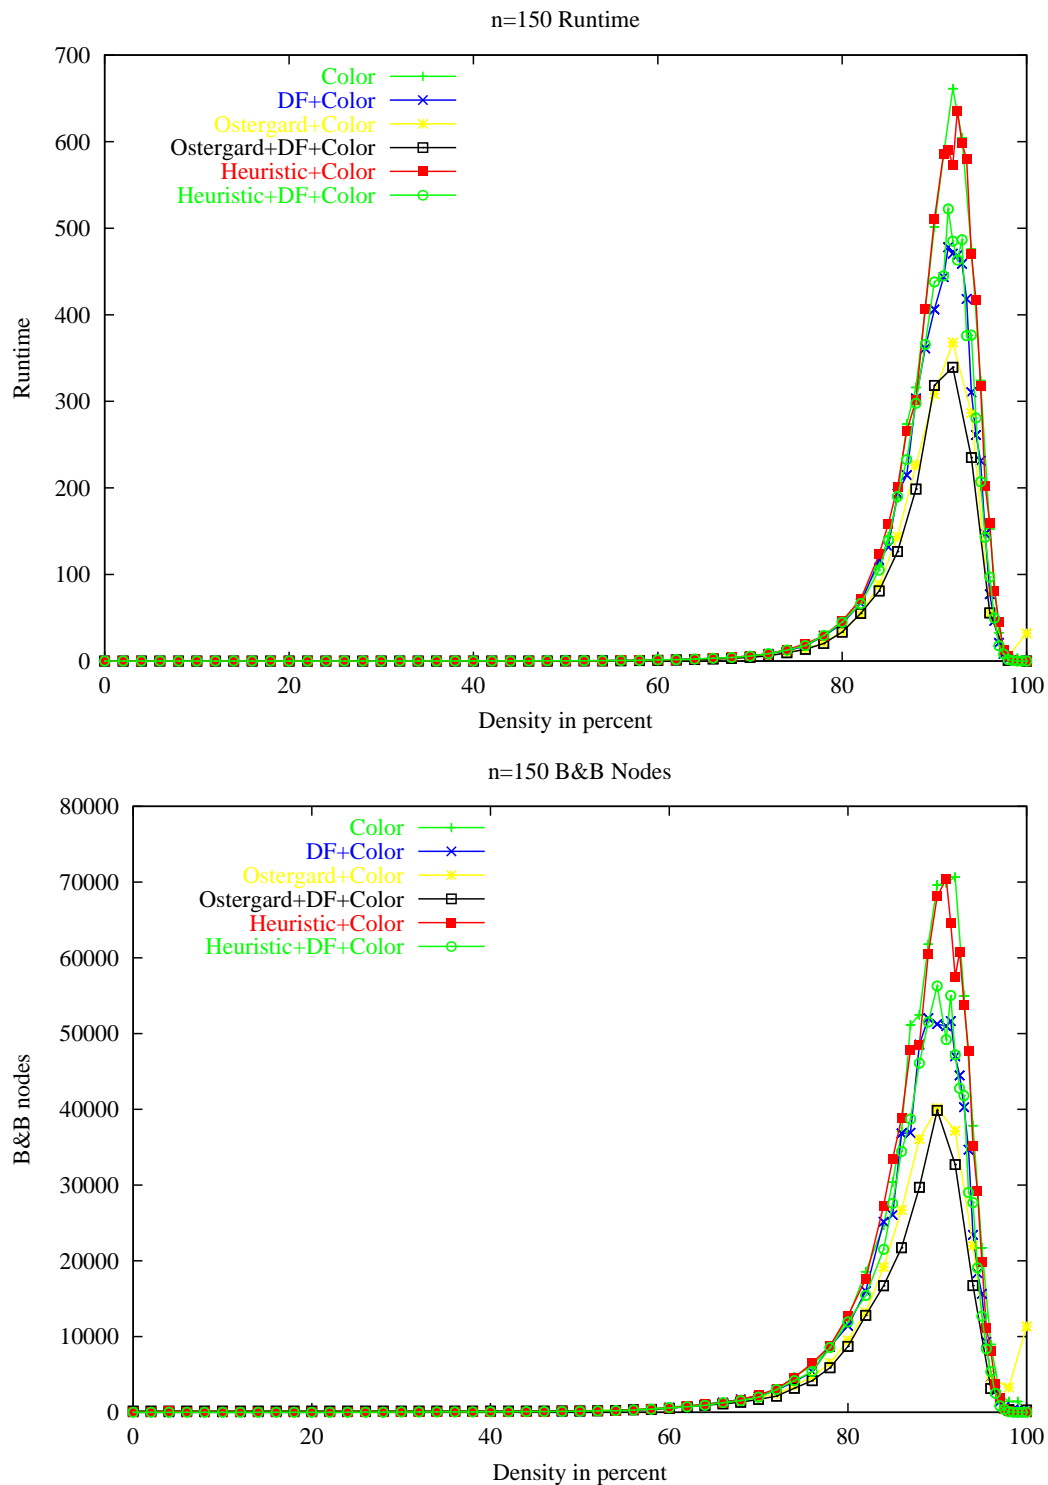 n=150 Runtime
700
600
500
400
300
200
100
0
Runtime
Color
DF+Color
Ostergard+Color
Ostergard+DF+Color
Heuristic+Color
Heuristic+DF+Color
0 20 40 60 80 100
Density in percent
n=150 B&B Nodes
80000
70000
60000
50000
40000
30000
20000
10000
0
B&B nodes
Color
DF+Color
Ostergard+Color
Ostergard+DF+Color
Heuristic+Color
Heuristic+DF+Color
0 20 40 60 80 100
Density in percent